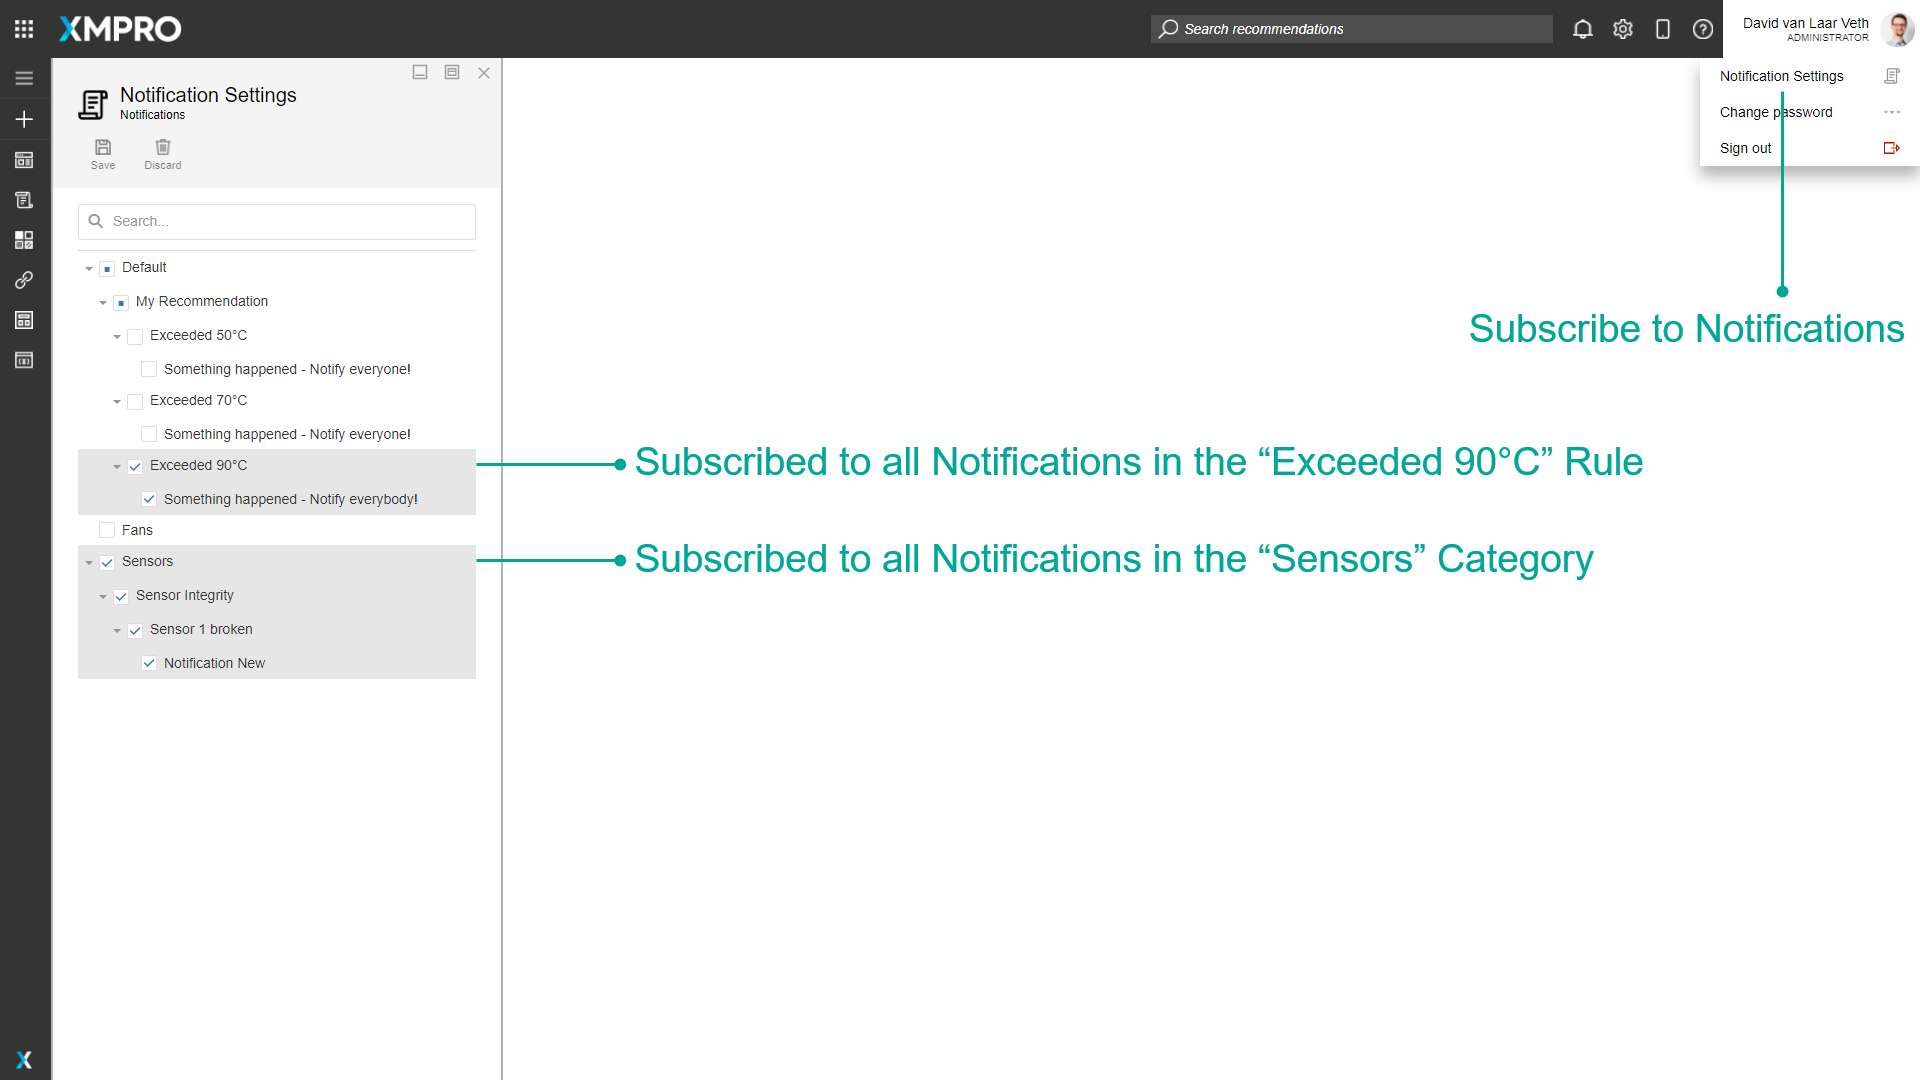 XMPRO
Search recommendations
David van Laar Veth
ADMINISTRATOR
Notification Settings
Change password
Sign out
Notification Settings
Notifications
Save
Discard
Search...
Default
My Recommendation
Exceeded 50°C
Something happened - Notify everyone!
Exceeded 70°C
Something happened - Notify everyone!
Exceeded 90°C
Something happened - Notify everybody!
Fans
Sensors
Sensor Integrity
Sensor 1 broken
Notification New
Subscribe to Notifications
Subscribed to all Notifications in the “Exceeded 90°C” Rule
Subscribed to all Notifications in the “Sensors” Category